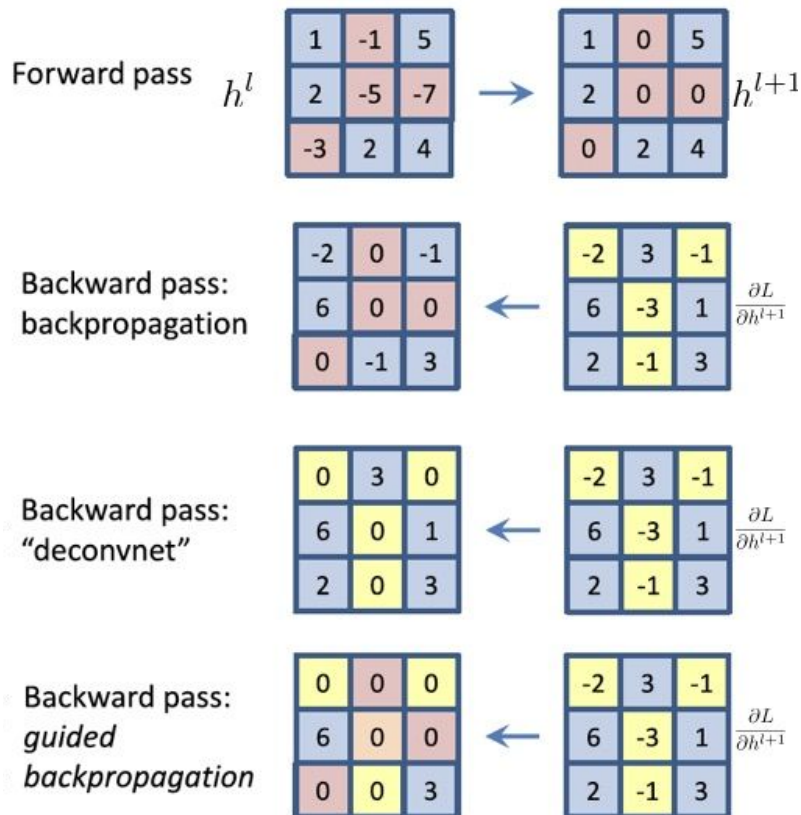 1 -1 5 1 0 5
Forward pass h^l 2 -5 -7 2 0 0 h^{l+1}
-3 2 4 0 2 4
-2 0 -1 -2 3 -1
Backward pass: 6 0 0 6 -3 1 ∂L/∂h^{l+1}
backpropagation
0 -1 3 2 -1 3
0 3 0 -2 3 -1
Backward pass: 6 0 1 6 -3 1 ∂L/∂h^{l+1}
“deconvnet”
2 0 3 2 -1 3
0 0 0 -2 3 -1
Backward pass:
guided 6 0 0 6 -3 1 ∂L/∂h^{l+1}
backpropagation 0 0 3 2 -1 3